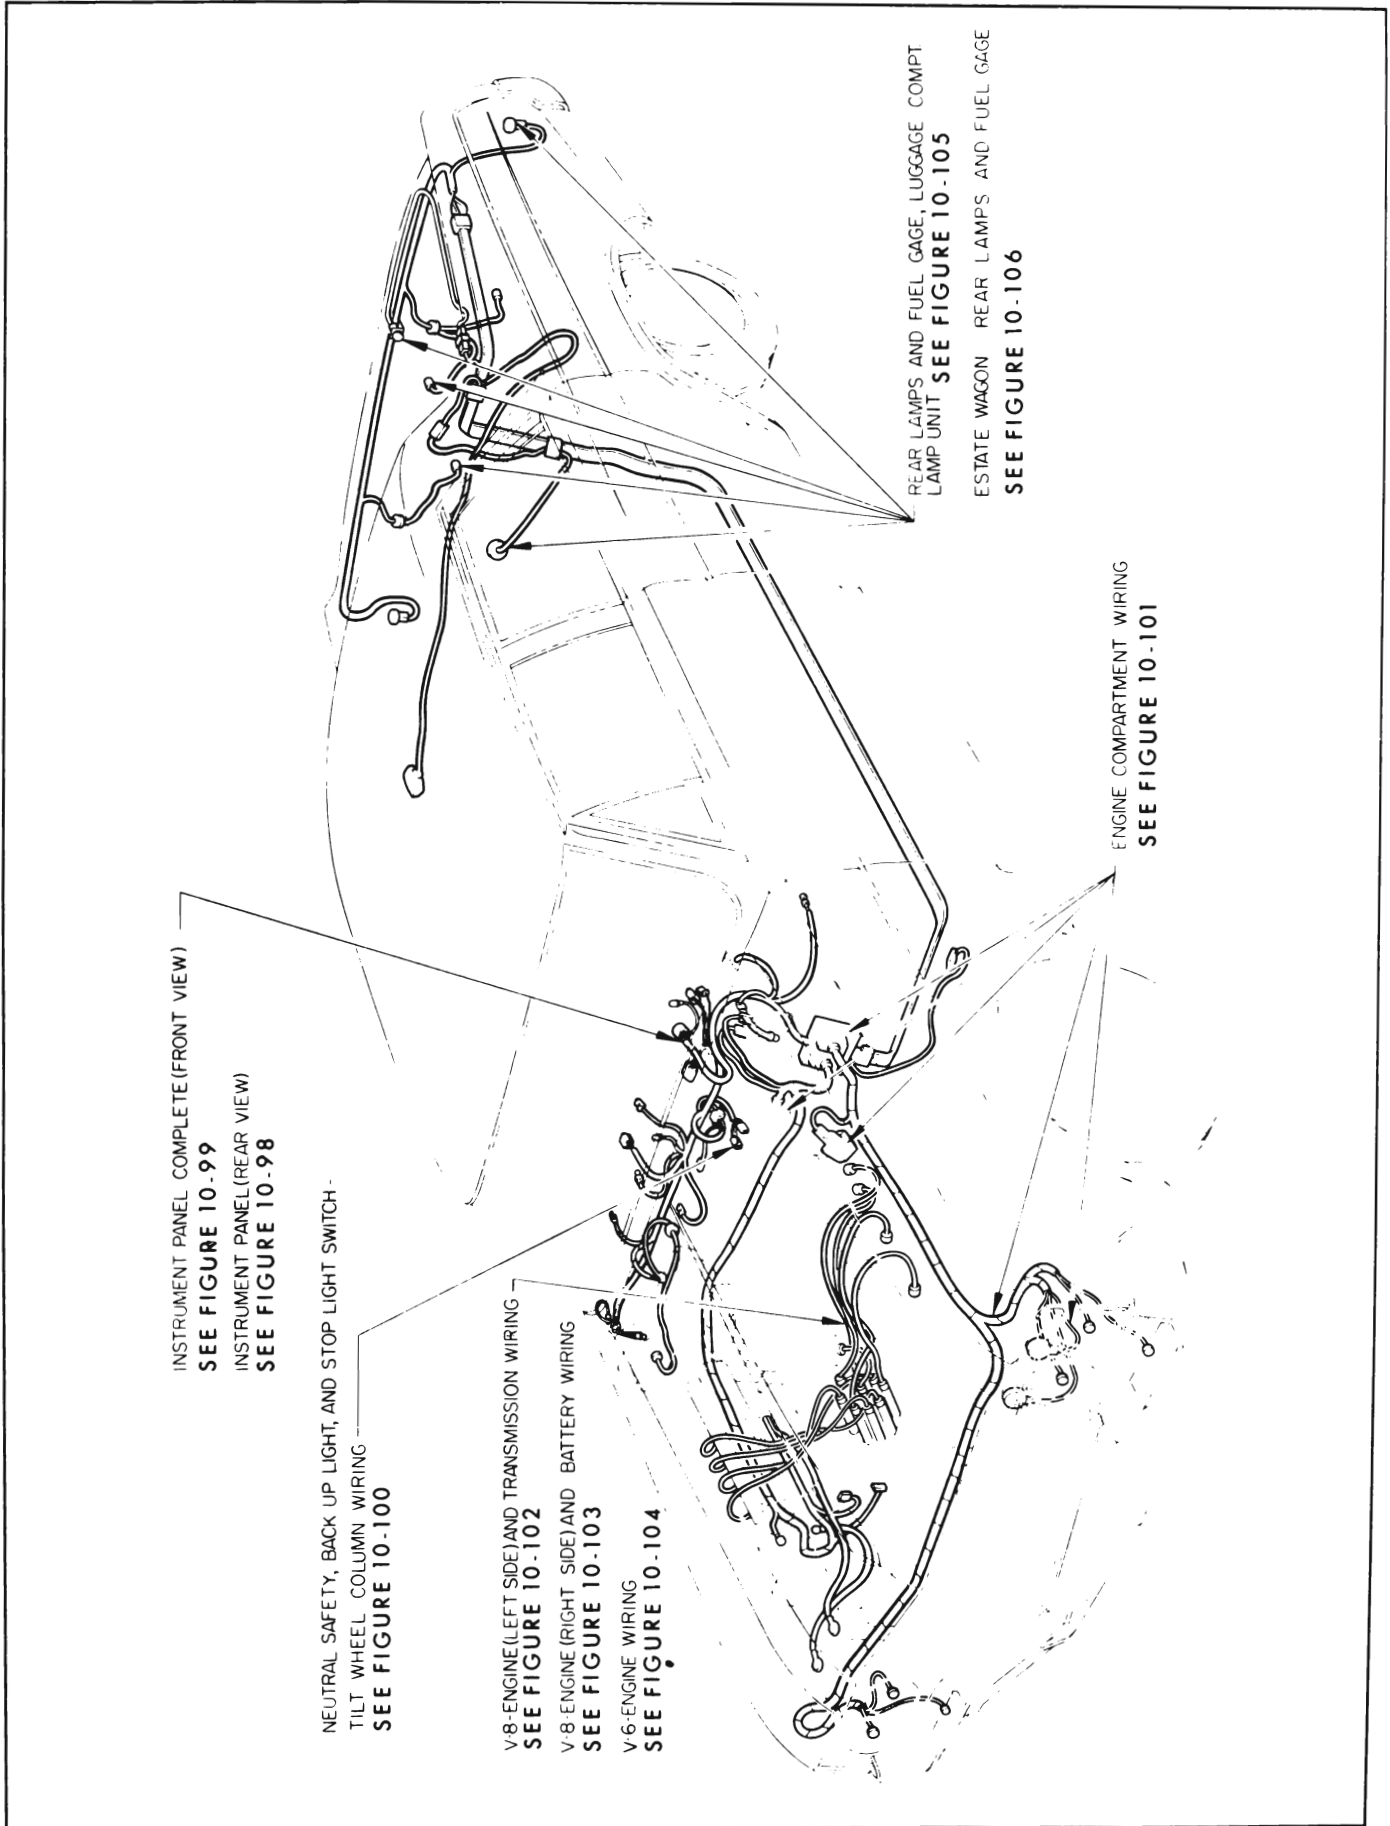 INSTRUMENT PANEL COMPLETE (FRONT VIEW)
SEE FIGURE 10-99
INSTRUMENT PANEL (REAR VIEW)
SEE FIGURE 10-98
NEUTRAL SAFETY, BACK UP LIGHT, AND STOP LIGHT SWITCH -
TILT WHEEL COLUMN WIRING
SEE FIGURE 10-100
V-8-ENGINE (LEFT SIDE) AND TRANSMISSION WIRING
SEE FIGURE 10-102
V-8-ENGINE (RIGHT SIDE) AND BATTERY WIRING
SEE FIGURE 10-103
V-6-ENGINE WIRING
SEE FIGURE 10-104
REAR LAMPS AND FUEL GAGE, LUGGAGE COMPT
LAMP UNIT SEE FIGURE 10-105
ESTATE WAGON REAR LAMPS AND FUEL GAGE
SEE FIGURE 10-106
ENGINE COMPARTMENT WIRING
SEE FIGURE 10-101